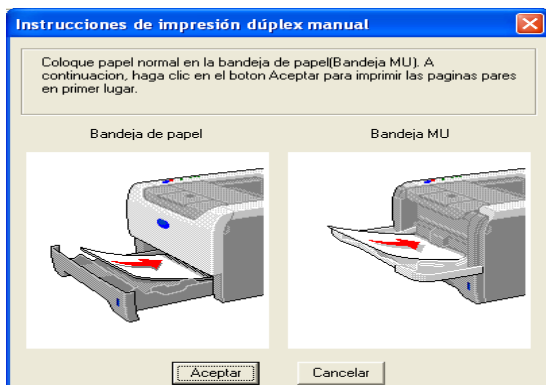 Instrucciones de impresión dúplex manual
Coloque papel normal en la bandeja de papel(Bandeja MU). A
continuacion, haga clic en el boton Aceptar para imprimir las paginas pares
en primer lugar.
Bandeja de papel
Bandeja MU
Aceptar
Cancelar